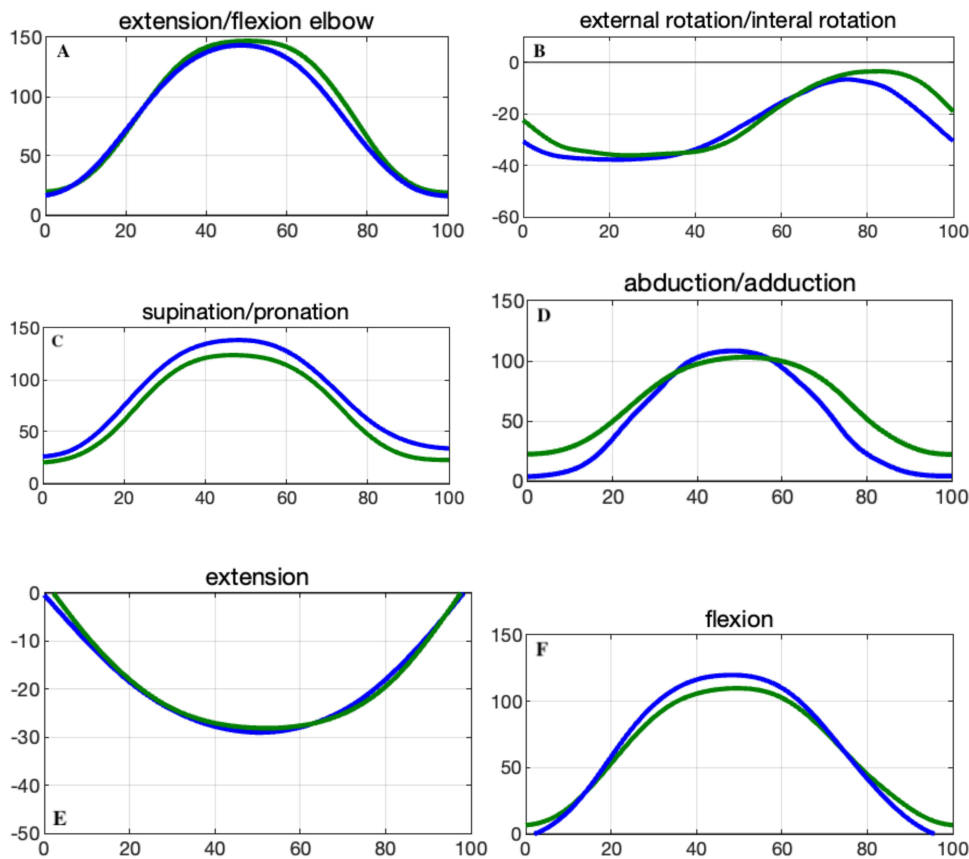 extension/flexion elbow
A
150
100
50
0
0 20 40 60 80 100
external rotation/interal rotation
B
0
-20
-40
-60
0 20 40 60 80 100
supination/pronation
C
150
100
50
0
0 20 40 60 80 100
abduction/adduction
D
150
100
50
0
0 20 40 60 80 100
extension
0
-10
-20
-30
-40
-50
E
0 20 40 60 80 100
flexion
F
150
100
50
0
0 20 40 60 80 100